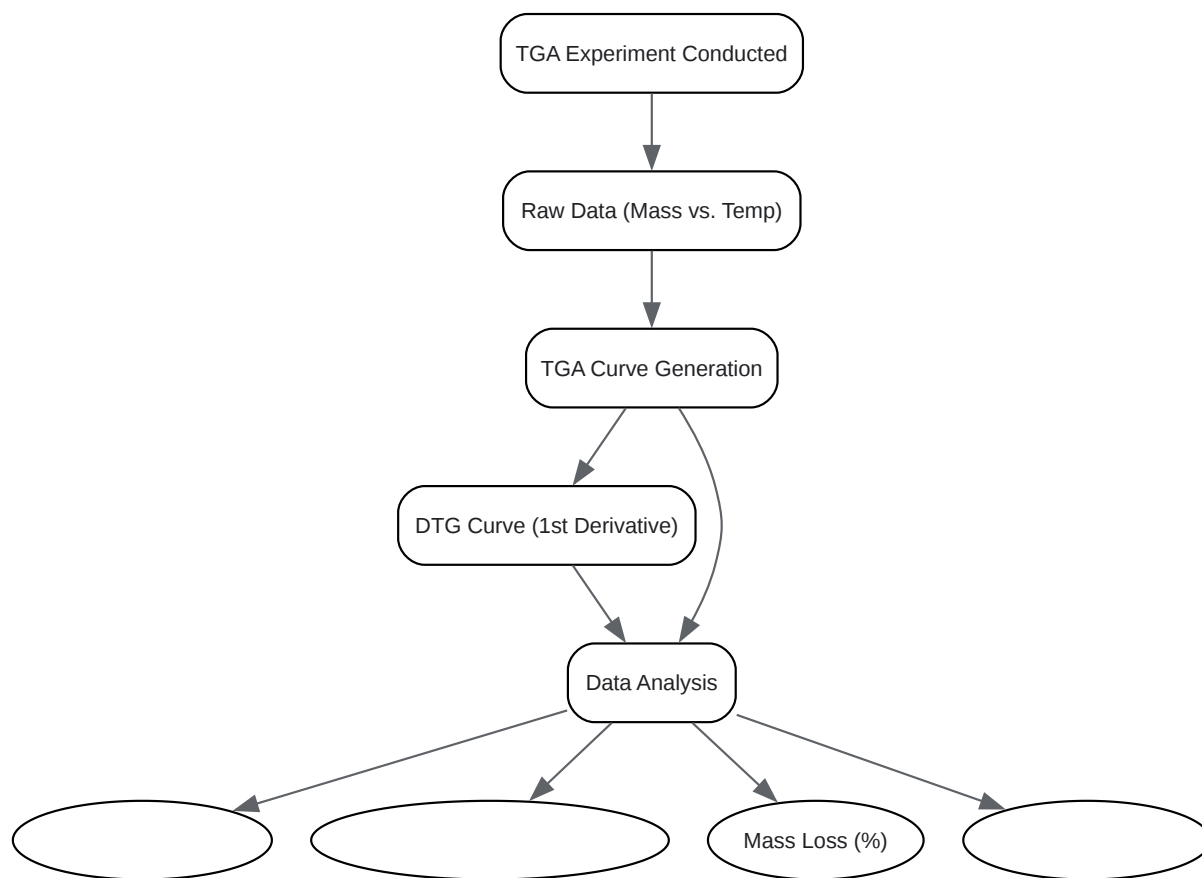 TGA Experiment Conducted
Raw Data (Mass vs. Temp)
TGA Curve Generation
DTG Curve (1st Derivative)
Data Analysis
Mass Loss (%)